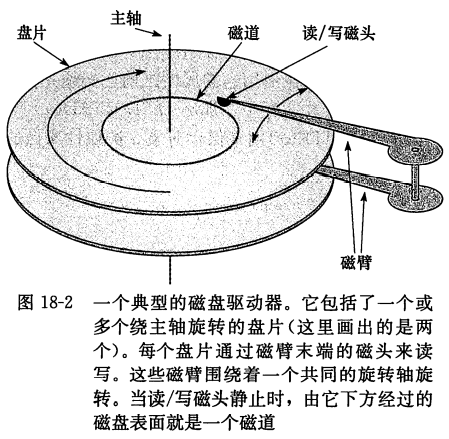 主轴
盘片
磁道
读/写磁头
磁臂
图 18-2 一个典型的磁盘驱动器。它包括了一个或
多个绕主轴旋转的盘片(这里画出的是两
个)。每个盘片通过磁臂末端的磁头来读
写。这些磁臂围绕着一个共同的旋转轴旋
转。当读/写磁头静止时，由它下方经过的
磁盘表面就是一个磁道